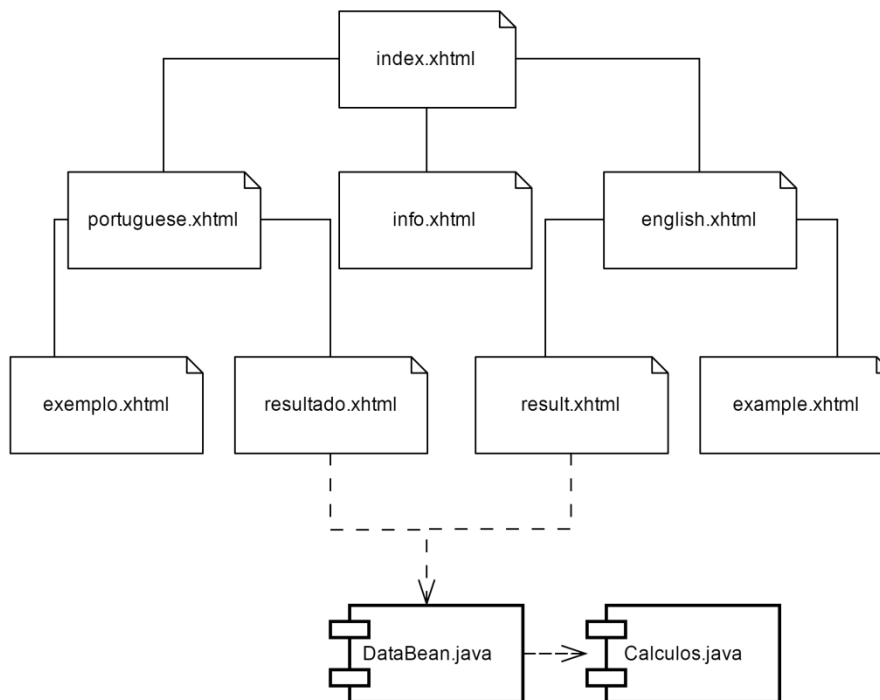 index.xhtml
portuguese.xhtml
info.xhtml
english.xhtml
exemplo.xhtml
resultado.xhtml
result.xhtml
example.xhtml
DataBean.java
Calculos.java